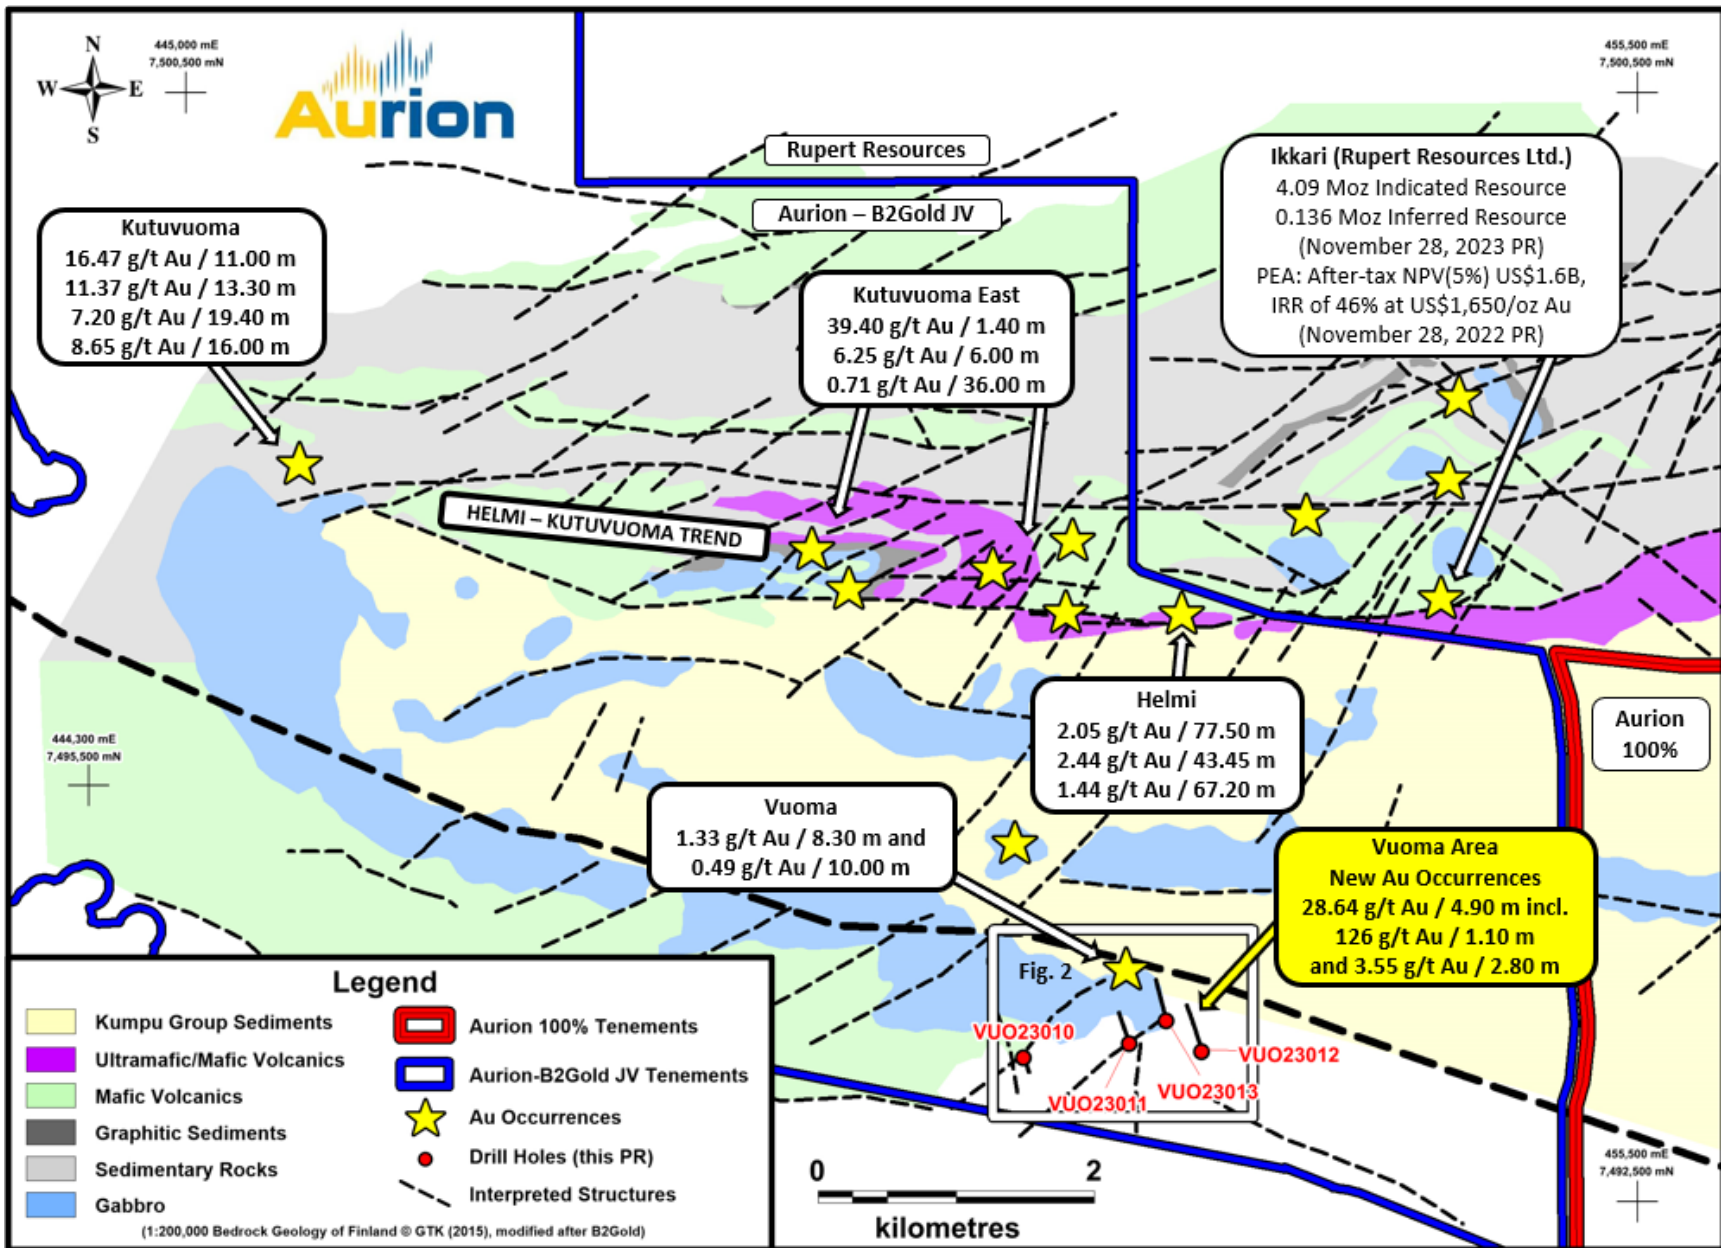 N
W E
S
445,000 mE
7,500,500 mN
Aurion
455,500 mE
7,500,500 mN
Rupert Resources
Aurion – B2Gold JV
Ikkari (Rupert Resources Ltd.)
4.09 Moz Indicated Resource
0.136 Moz Inferred Resource
(November 28, 2023 PR)
PEA: After-tax NPV(5%) US$1.6B,
IRR of 46% at US$1,650/oz Au
(November 28, 2022 PR)
Kutuvuoma
16.47 g/t Au / 11.00 m
11.37 g/t Au / 13.30 m
7.20 g/t Au / 19.40 m
8.65 g/t Au / 16.00 m
Kutuvuoma East
39.40 g/t Au / 1.40 m
6.25 g/t Au / 6.00 m
0.71 g/t Au / 36.00 m
HELMI – KUTUVUOMA TREND
Helmi
2.05 g/t Au / 77.50 m
2.44 g/t Au / 43.45 m
1.44 g/t Au / 67.20 m
Aurion
100%
444,300 mE
7,495,500 mN
Vuoma
1.33 g/t Au / 8.30 m and
0.49 g/t Au / 10.00 m
Vuoma Area
New Au Occurrences
28.64 g/t Au / 4.90 m incl.
126 g/t Au / 1.10 m
and 3.55 g/t Au / 2.80 m
Fig. 2
VUO23010
VUO23012
VUO23013
VUO23011
Legend
Kumpu Group Sediments
Ultramafic/Mafic Volcanics
Mafic Volcanics
Graphitic Sediments
Sedimentary Rocks
Gabbro
Aurion 100% Tenements
Aurion-B2Gold JV Tenements
Au Occurrences
Drill Holes (this PR)
Interpreted Structures
(1:200,000 Bedrock Geology of Finland © GTK (2015), modified after B2Gold)
0 2
kilometres
455,500 mE
7,492,500 mN